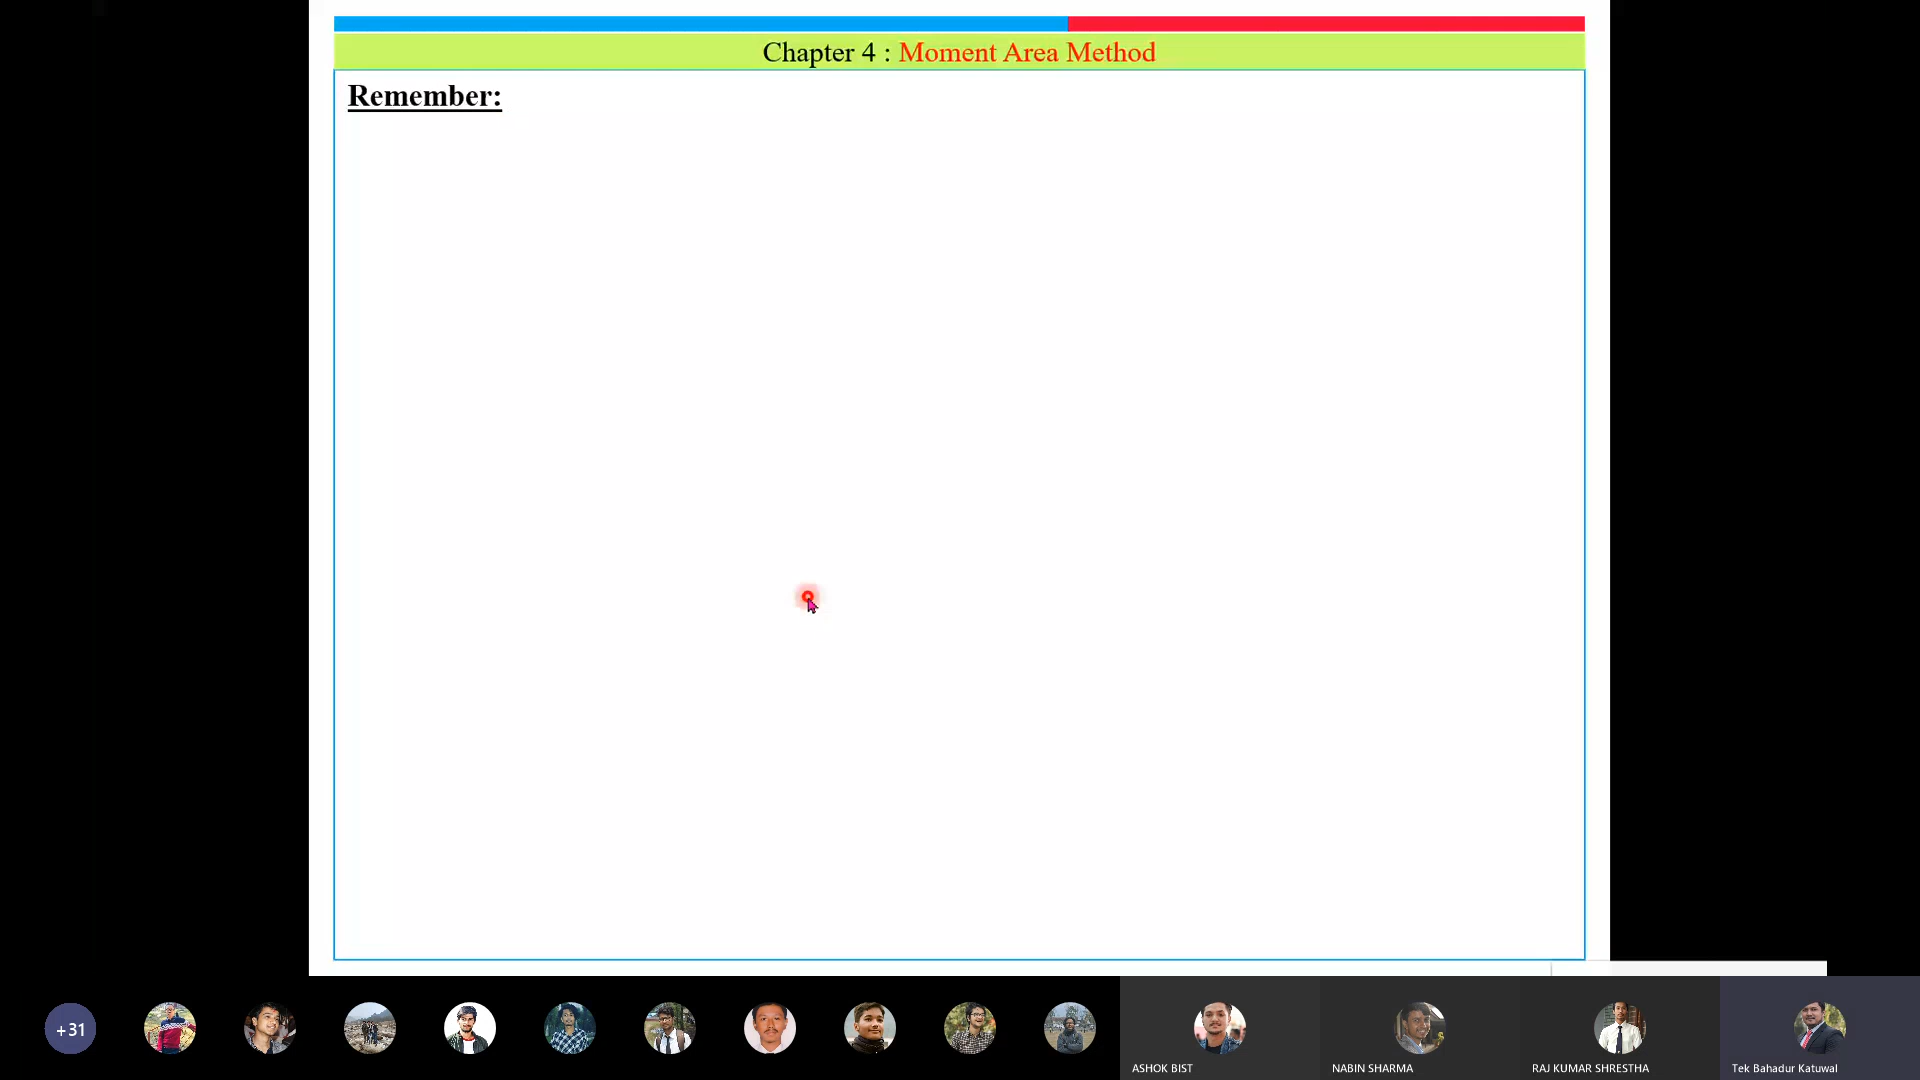 Chapter 4 : Moment Area Method
Remember:
+31
ASHOK BIST
NABIN SHARMA
RAJ KUMAR SHRESTHA
Tek Bahadur Katuwal